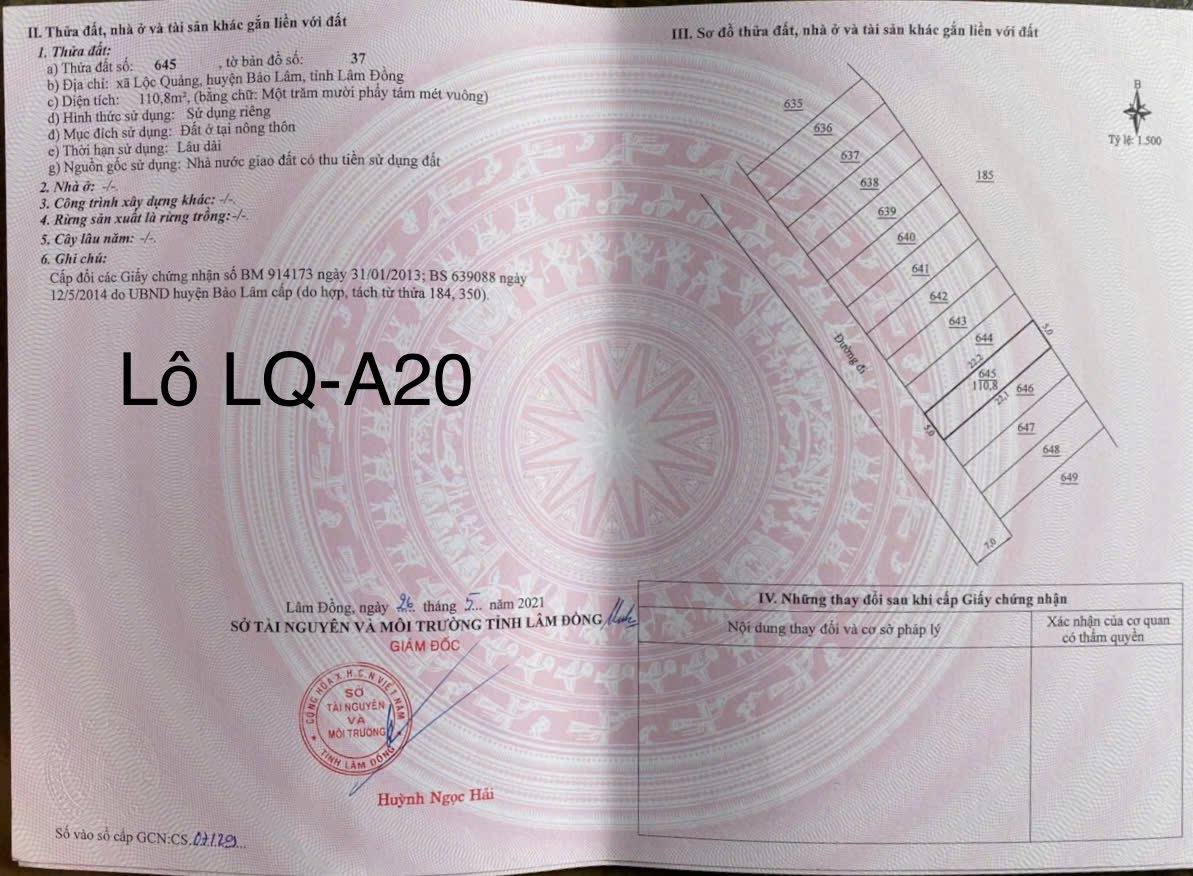 II. Thửa đất, nhà ở và tài sản khác gắn liền với đất
1. Thửa đất:
a) Thửa đất số: 645 , tờ bản đồ số: 37
b) Địa chỉ: xã Lộc Quảng, huyện Bảo Lâm, tỉnh Lâm Đồng
c) Diện tích: 110,8m², (bằng chữ: Một trăm mười phẩy tám mét vuông)
d) Hình thức sử dụng: Sử dụng riêng
đ) Mục đích sử dụng: Đất ở tại nông thôn
e) Thời hạn sử dụng: Lâu dài
g) Nguồn gốc sử dụng: Nhà nước giao đất có thu tiền sử dụng đất
2. Nhà ở: -/-.
3. Công trình xây dựng khác: -/-.
4. Rừng sản xuất là rừng trồng:-/-.
5. Cây lâu năm: -/-.
6. Ghi chú:
Cấp đổi các Giấy chứng nhận số BM 914173 ngày 31/01/2013; BS 639088 ngày
12/5/2014 do UBND huyện Bảo Lâm cấp (do hợp, tách từ thửa 184, 350).
Lô LQ-A20
Lâm Đồng, ngày 26 tháng 5 năm 2021
SỞ TÀI NGUYÊN VÀ MÔI TRƯỜNG TỈNH LÂM ĐỒNG
GIÁM ĐỐC
CỘNG HÒA X.H.C.N VIỆT NAM
SỞ
TÀI NGUYÊN
VÀ
MÔI TRƯỜNG
TỈNH LÂM ĐỒNG
Huỳnh Ngọc Hải
Số vào sổ cấp GCN:CS.07129
III. Sơ đồ thửa đất, nhà ở và tài sản khác gắn liền với đất
B
Tỷ lệ: 1:500
635
636
637
638
185
639
640
641
642
643
644
5,0
Đường đi
22,2
645
110,8
22,1
646
5,0
647
648
649
7,0
IV. Những thay đổi sau khi cấp Giấy chứng nhận
Nội dung thay đổi và cơ sở pháp lý
Xác nhận của cơ quan
có thẩm quyền